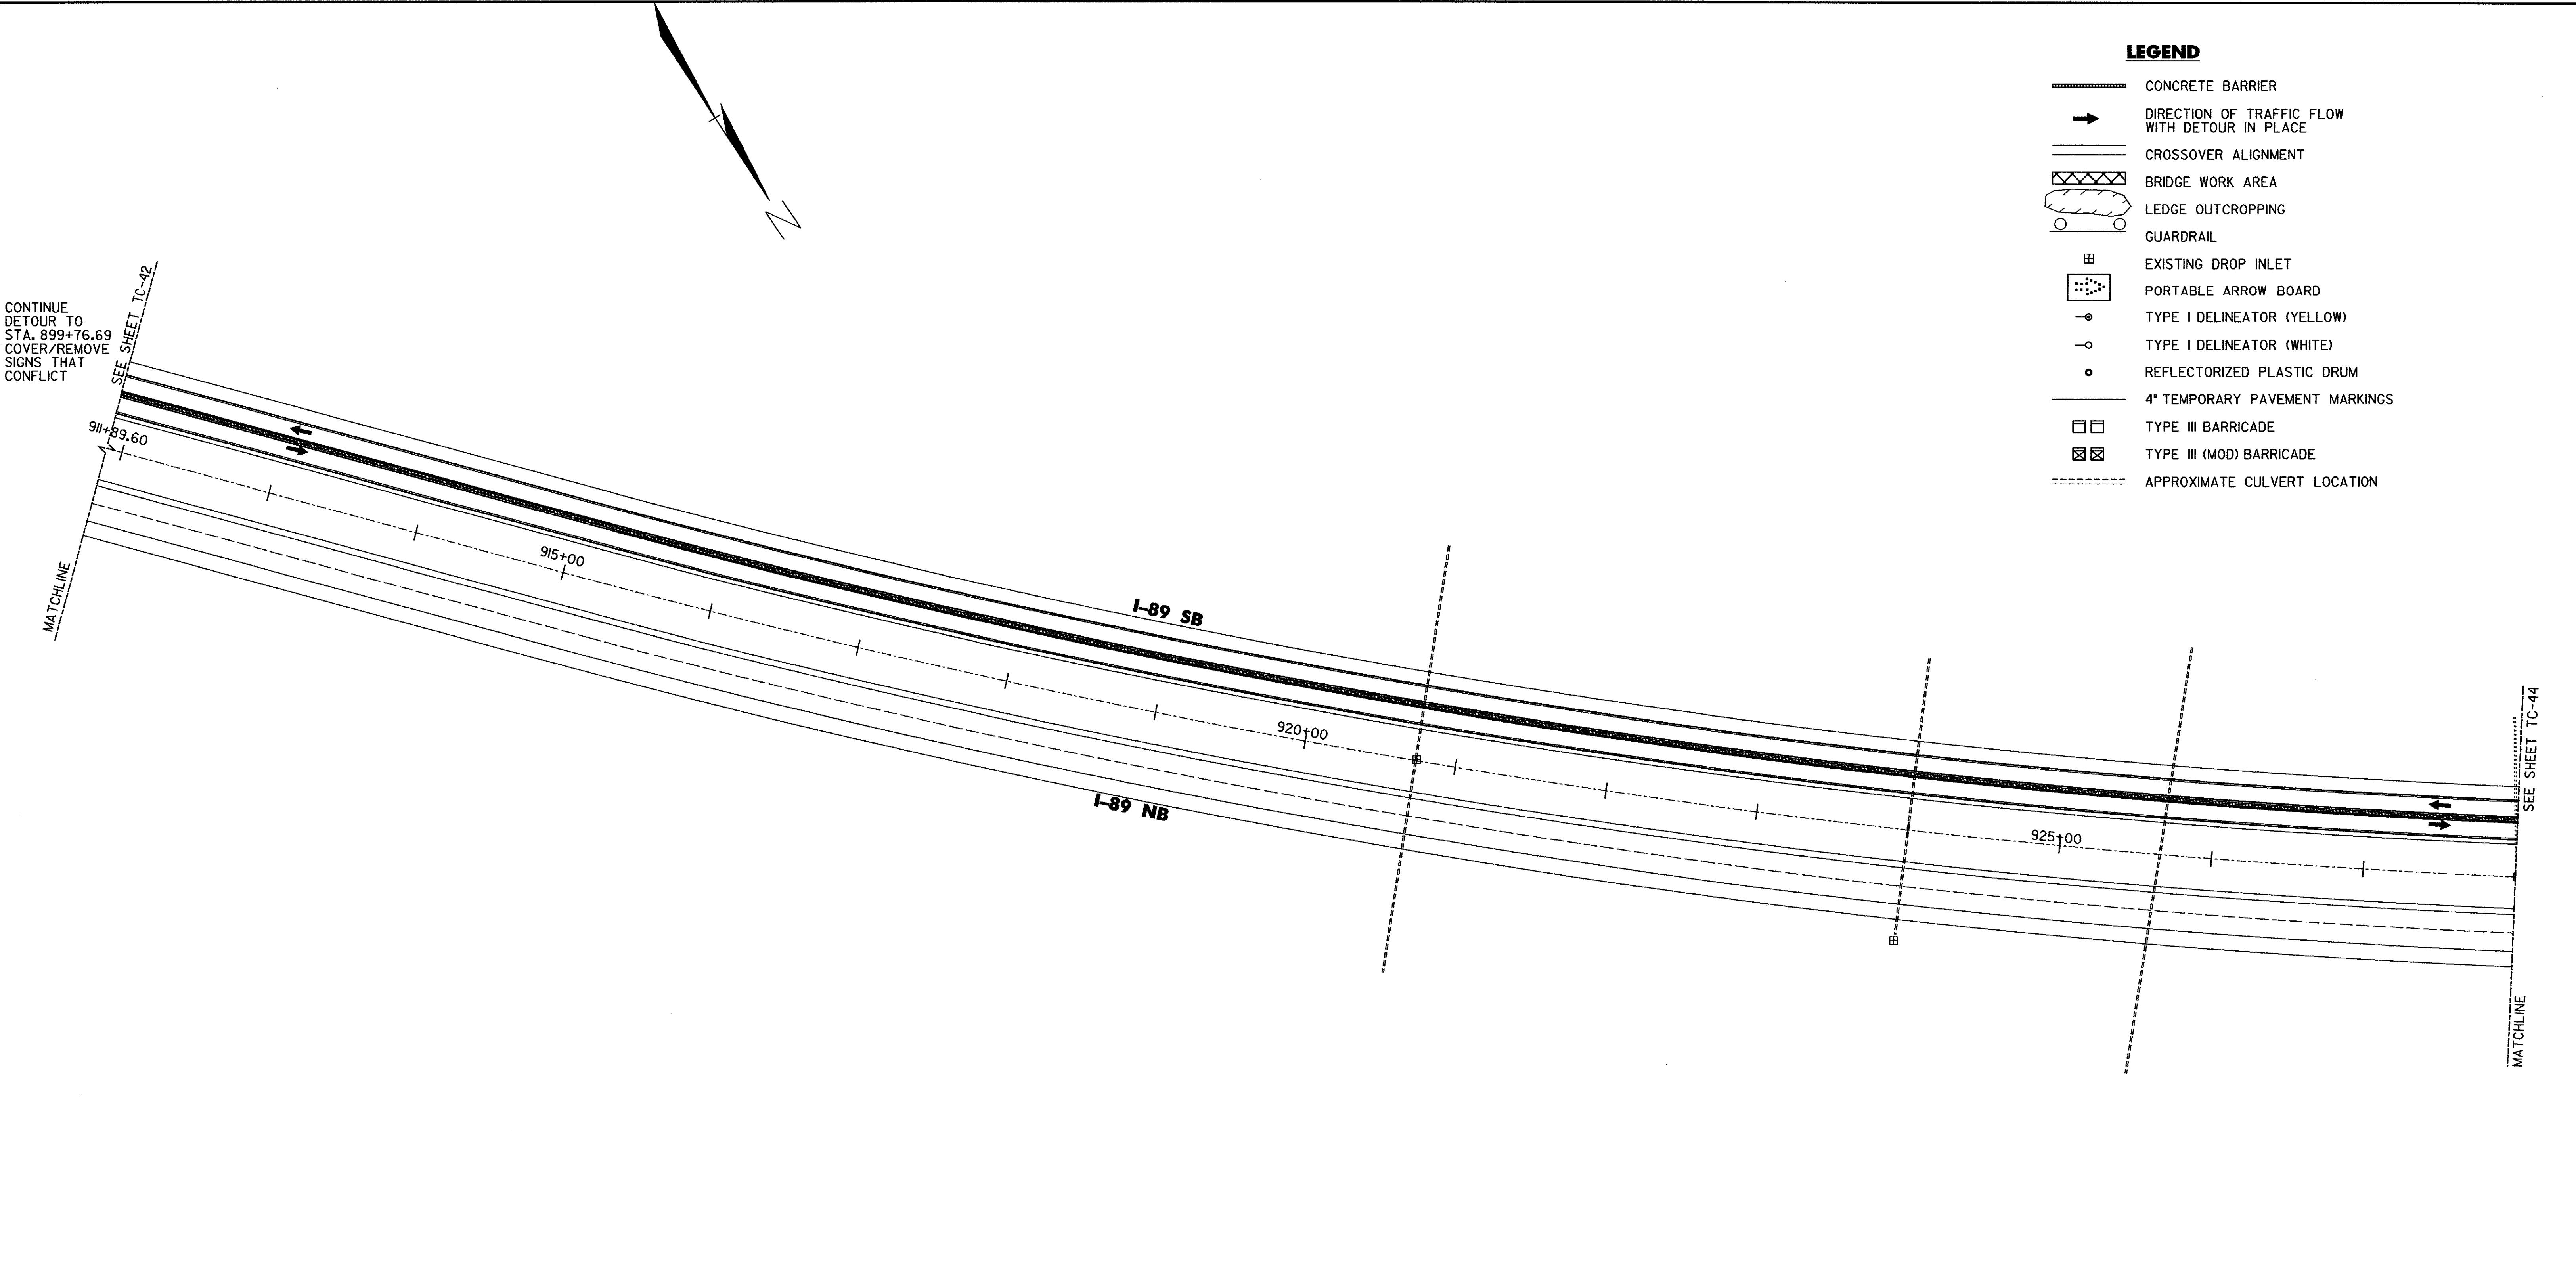 LEGEND
CONCRETE BARRIER
DIRECTION OF TRAFFIC FLOW
WITH DETOUR IN PLACE
CROSSOVER ALIGNMENT
BRIDGE WORK AREA
LEDGE OUTCROPPING
GUARDRAIL
EXISTING DROP INLET
PORTABLE ARROW BOARD
TYPE I DELINEATOR (YELLOW)
TYPE I DELINEATOR (WHITE)
REFLECTORIZED PLASTIC DRUM
4" TEMPORARY PAVEMENT MARKINGS
TYPE III BARRICADE
TYPE III (MOD) BARRICADE
APPROXIMATE CULVERT LOCATION
N
CONTINUE
DETOUR TO
STA. 899+76.69
COVER/REMOVE
SIGNS THAT
CONFLICT
SEE SHEET TC-42
911+89.60
MATCHLINE
915+00
I-89 SB
920+00
I-89 NB
925+00
SEE SHEET TC-44
MATCHLINE